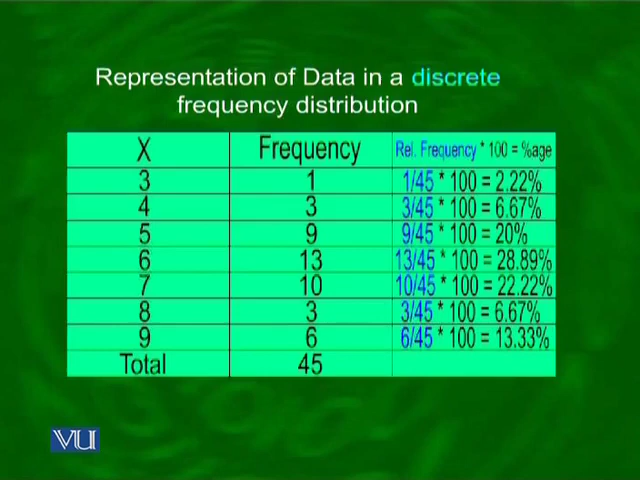 Representation of Data in a discrete
frequency distribution
X Frequency Rel. Frequency * 100 = %age
3 1 1/45 * 100 = 2.22%
4 3 3/45 * 100 = 6.67%
5 9 9/45 * 100 = 20%
6 13 13/45 * 100 = 28.89%
7 10 10/45 * 100 = 22.22%
8 3 3/45 * 100 = 6.67%
9 6 6/45 * 100 = 13.33%
Total 45
VU